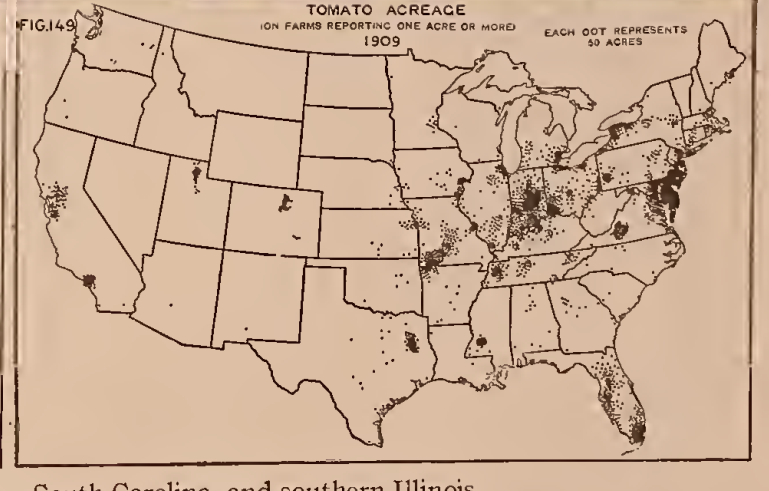 FIG.149
TOMATO ACREAGE
(ON FARMS REPORTING ONE ACRE OR MORE)
1909
EACH DOT REPRESENTS
50 ACRES
South Carolina, and southern Illinois